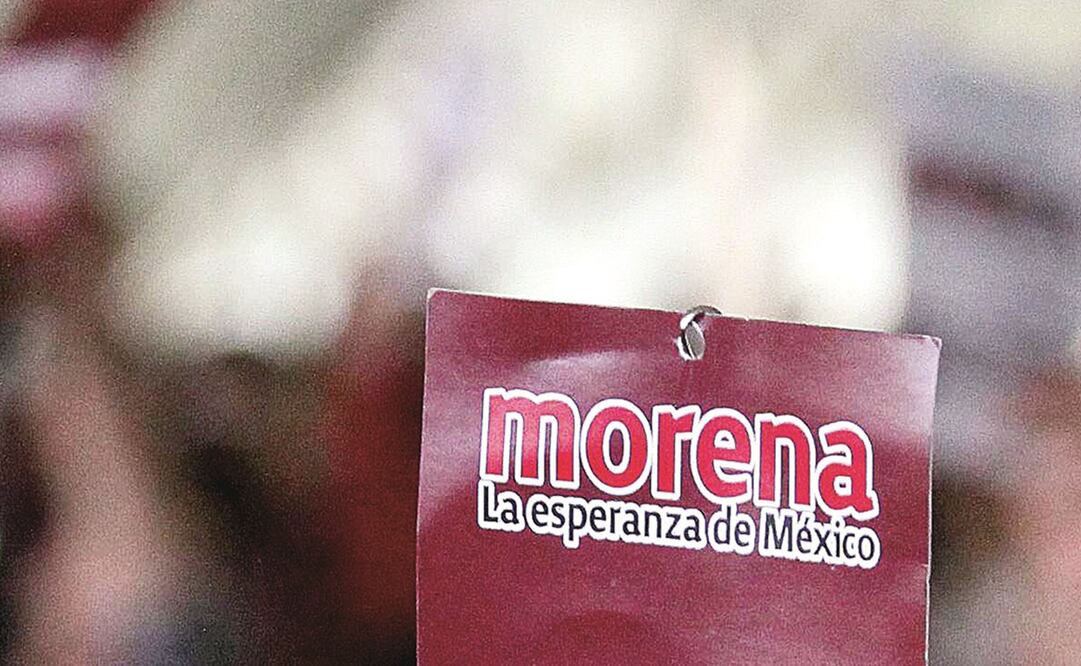 morena
La esperanza de México